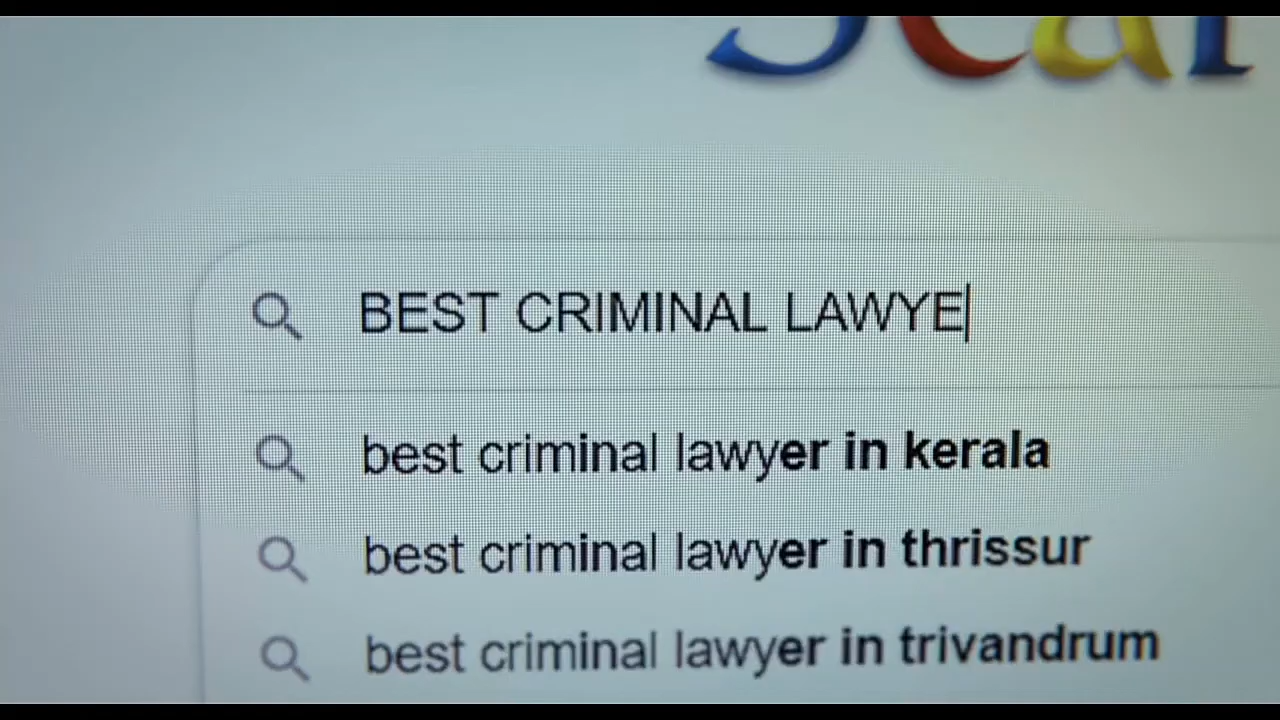 BEST CRIMINAL LAWYE
best criminal lawyer in kerala
best criminal lawyer in thrissur
best criminal lawyer in trivandrum